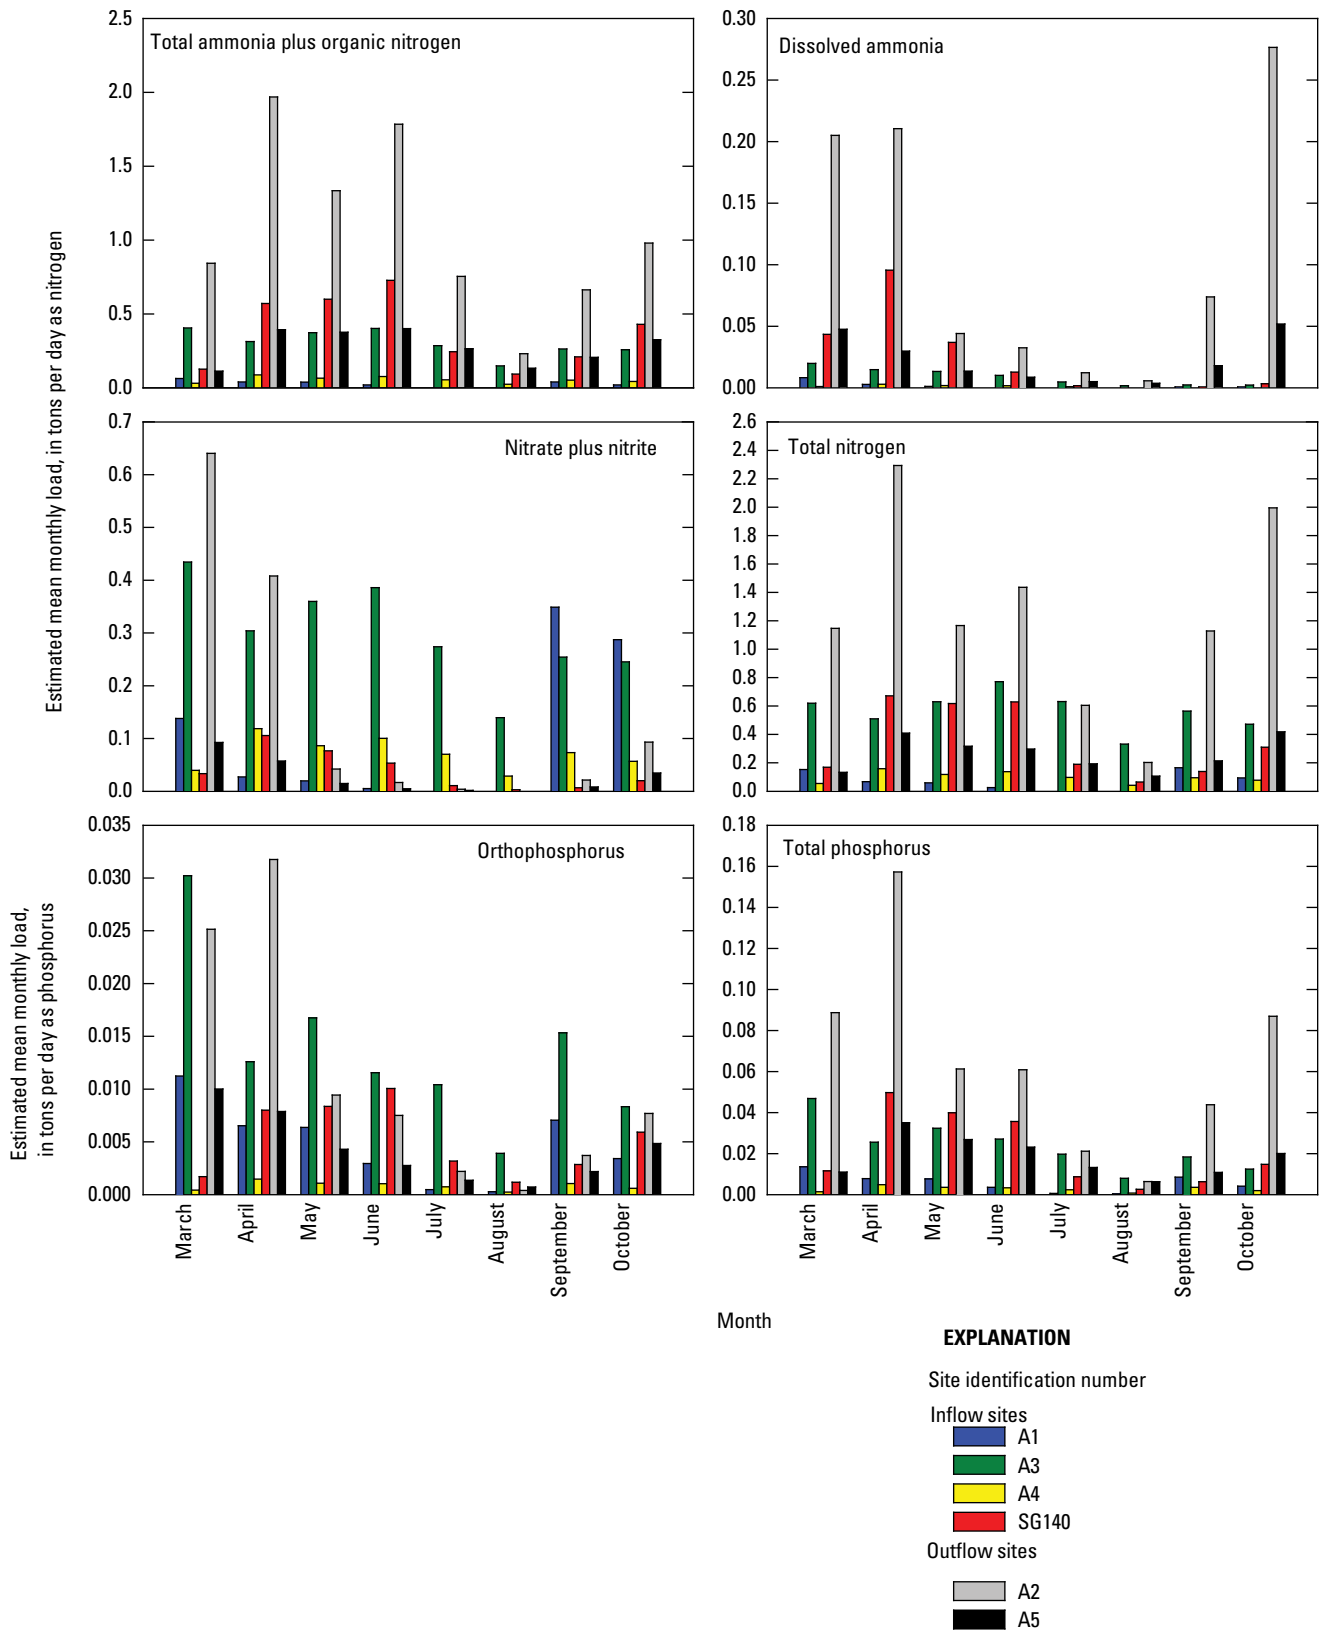 Total ammonia plus organic nitrogen
2.5
2.0
1.5
1.0
0.5
0.0
Dissolved ammonia
0.30
0.25
0.20
0.15
0.10
0.05
0.00
Estimated mean monthly load, in tons per day as nitrogen
Nitrate plus nitrite
0.7
0.6
0.5
0.4
0.3
0.2
0.1
0.0
Total nitrogen
2.6
2.4
2.2
2.0
1.8
1.6
1.4
1.2
1.0
0.8
0.6
0.4
0.2
0.0
Estimated mean monthly load,
in tons per day as phosphorus
Orthophosphorus
0.035
0.030
0.025
0.020
0.015
0.010
0.005
0.000
March
April
May
June
July
August
September
October
Total phosphorus
0.18
0.16
0.14
0.12
0.10
0.08
0.06
0.04
0.02
0.00
March
April
May
June
July
August
September
October
Month
EXPLANATION
Site identification number
Inflow sites
A1
A3
A4
SG140
Outflow sites
A2
A5